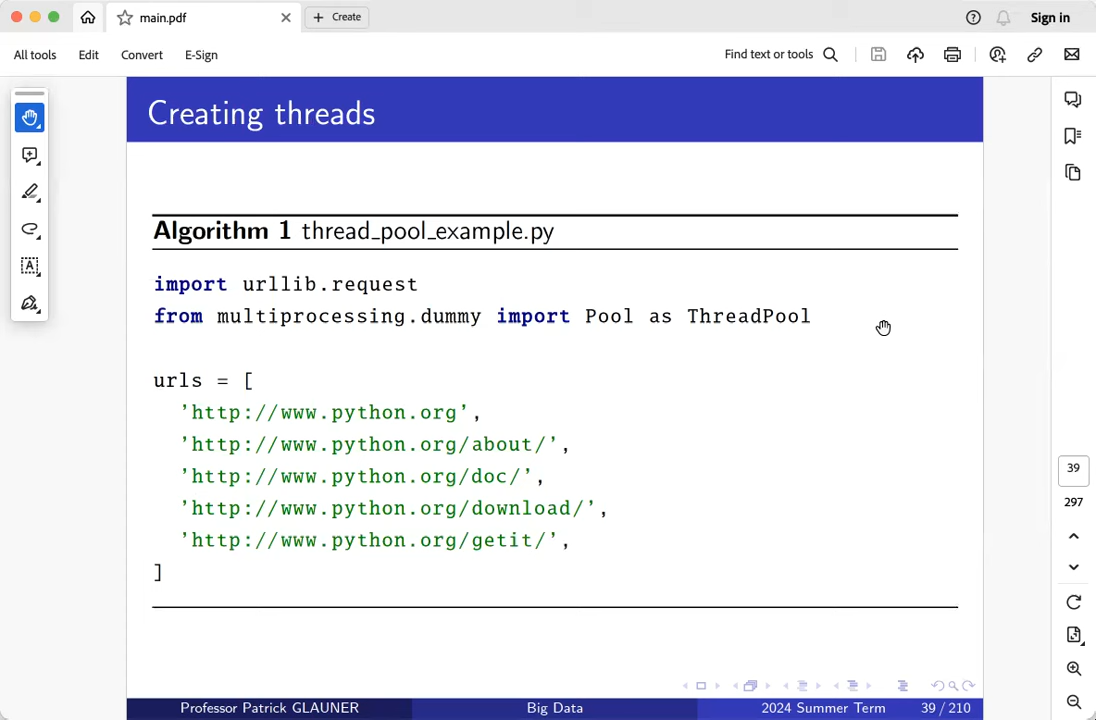 main.pdf
Create
Sign in
All tools
Edit
Convert
E-Sign
Find text or tools
Creating threads
Algorithm 1 thread_pool_example.py
import urllib.request
from multiprocessing.dummy import Pool as ThreadPool
urls = [
’http://www.python.org’,
’http://www.python.org/about/’,
’http://www.python.org/doc/’,
’http://www.python.org/download/’,
’http://www.python.org/getit/’,
]
39
297
Professor Patrick GLAUNER
Big Data
2024 Summer Term
39 / 210